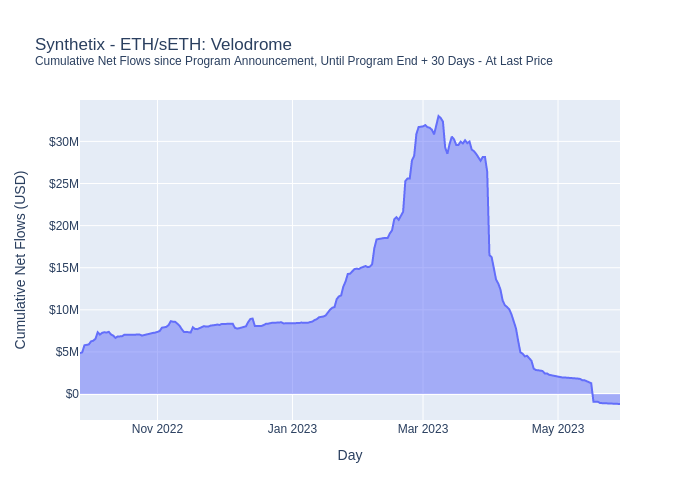 Synthetix - ETH/sETH: Velodrome
Cumulative Net Flows since Program Announcement, Until Program End + 30 Days - At Last Price
Cumulative Net Flows (USD)
$30M
$25M
$20M
$15M
$10M
$5M
$0
Nov 2022
Jan 2023
Mar 2023
May 2023
Day